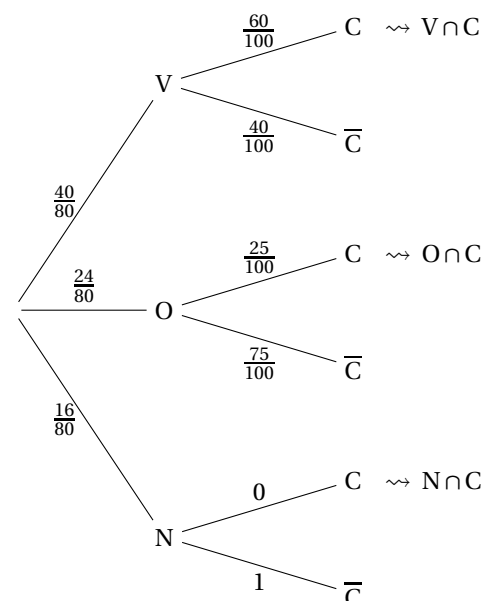 60/100
C ⇝ V∩C
V
40/100
C̅
40/80
25/100
C ⇝ O∩C
24/80
O
75/100
C̅
16/80
0
C ⇝ N∩C
N
1
C̅